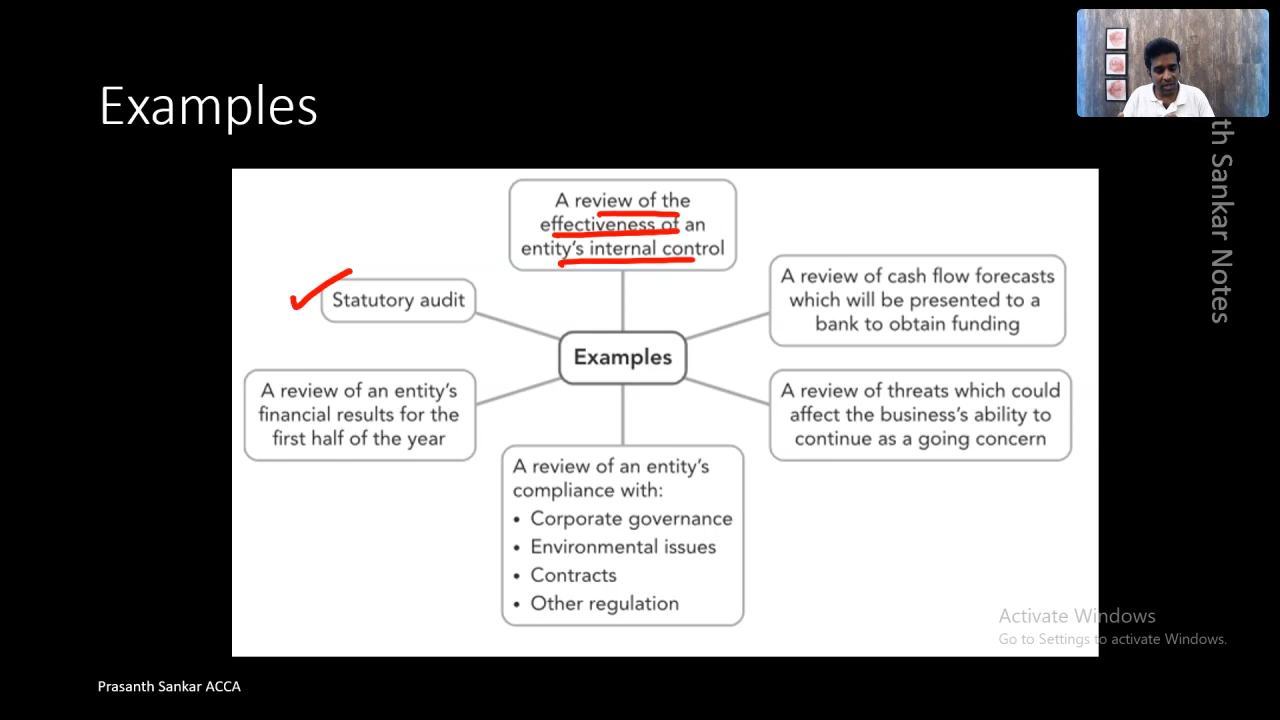 Examples
A review of the
effectiveness of an
entity's internal control
Statutory audit
A review of cash flow forecasts
which will be presented to a
bank to obtain funding
Examples
A review of an entity's
financial results for the
first half of the year
A review of threats which could
affect the business's ability to
continue as a going concern
A review of an entity's
compliance with:
• Corporate governance
• Environmental issues
• Contracts
• Other regulation
th Sankar Notes
Activate Windows
Go to Settings to activate Windows.
Prasanth Sankar ACCA